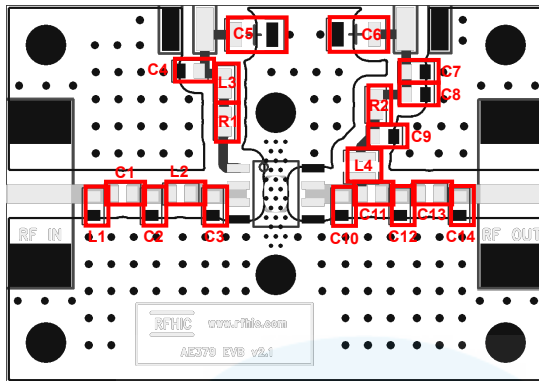 C5 C6
C4 C7
L3 C8
R1 R2
C9
L4
C1 L2
L1 C2 C3 C10 C11 C12 C13 C14
RF IN RF OUT
RFHIC www.rfhic.com
AE379 EVB v2.1